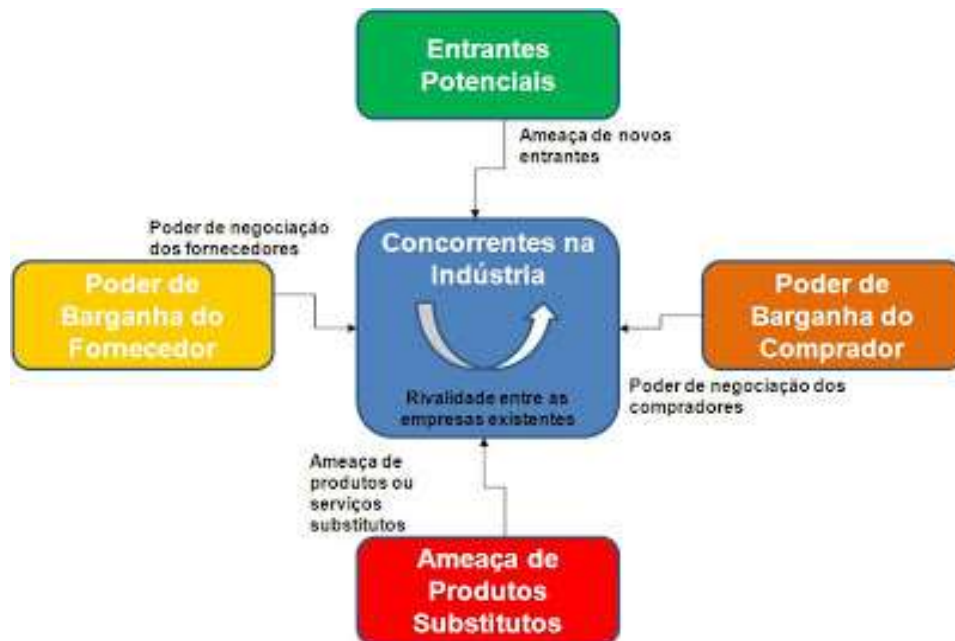 Entrantes
Potenciais
Ameaça de novos
entrantes
Poder de negociação
dos fornecedores
Concorrentes na
Indústria
Poder de
Barganha do
Fornecedor
Poder de
Barganha do
Comprador
Rivalidade entre as
empresas existentes
Poder de negociação dos
compradores
Ameaça de
produtos ou
serviços
substitutos
Ameaça de
Produtos
Substitutos